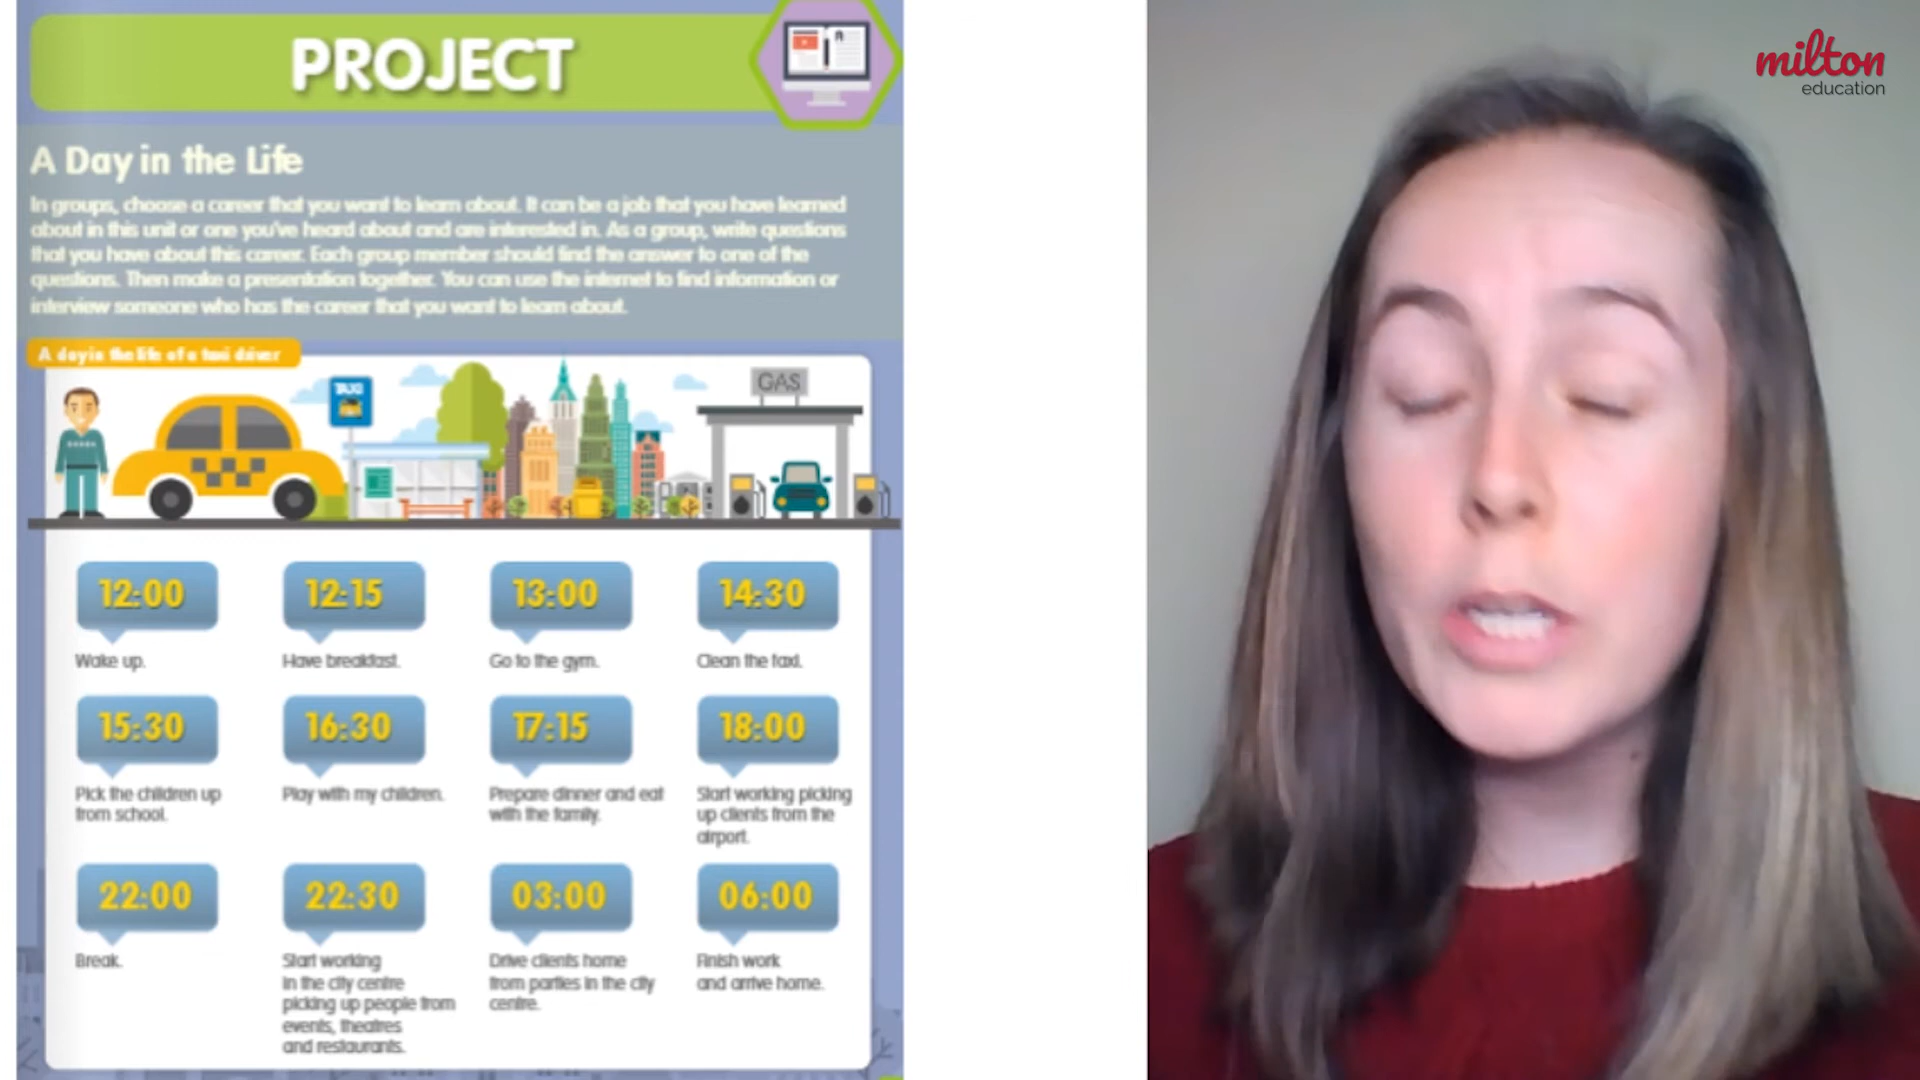 PROJECT
A Day in the Life
In groups, choose a career that you want to learn about. It can be a job that you have learned
about in this unit or one you've heard about and are interested in. As a group, write questions
that you have about this career. Each group member should find the answer to one of the
questions. Then make a presentation together. You can use the internet to find information or
interview someone who has the career that you want to learn about.
A day in the life of a taxi driver
TAXI
GAS
12:00
12:15
13:00
14:30
Wake up.
Have breakfast.
Go to the gym.
Clean the taxi.
15:30
16:30
17:15
18:00
Pick the children up
from school.
Play with my children.
Prepare dinner and eat
with the family.
Start working picking
up clients from the
airport.
22:00
22:30
03:00
06:00
Break.
Start working
in the city centre
picking up people from
events, theatres
and restaurants.
Drive clients home
from parties in the city
centre.
Finish work
and arrive home.
milton
education